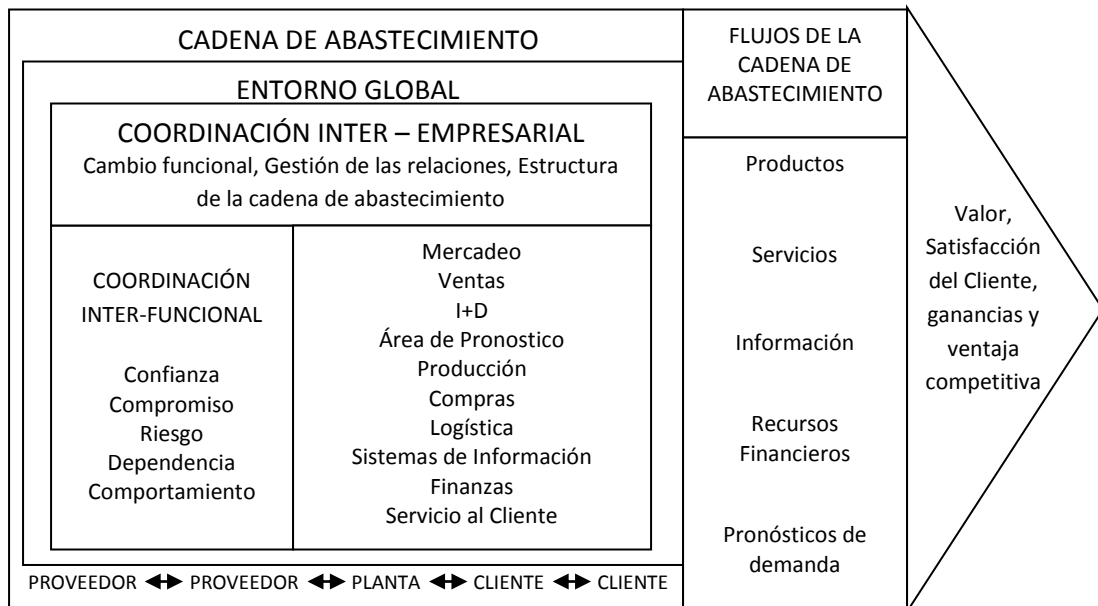 CADENA DE ABASTECIMIENTO
ENTORNO GLOBAL
COORDINACIÓN INTER – EMPRESARIAL
Cambio funcional, Gestión de las relaciones, Estructura
de la cadena de abastecimiento
COORDINACIÓN
INTER-FUNCIONAL
Confianza
Compromiso
Riesgo
Dependencia
Comportamiento
Mercadeo
Ventas
I+D
Área de Pronostico
Producción
Compras
Logística
Sistemas de Información
Finanzas
Servicio al Cliente
PROVEEDOR PROVEEDOR PLANTA CLIENTE CLIENTE
FLUJOS DE LA
CADENA DE
ABASTECIMIENTO
Productos
Servicios
Información
Recursos
Financieros
Pronósticos de
demanda
Valor,
Satisfacción
del Cliente,
ganancias y
ventaja
competitiva